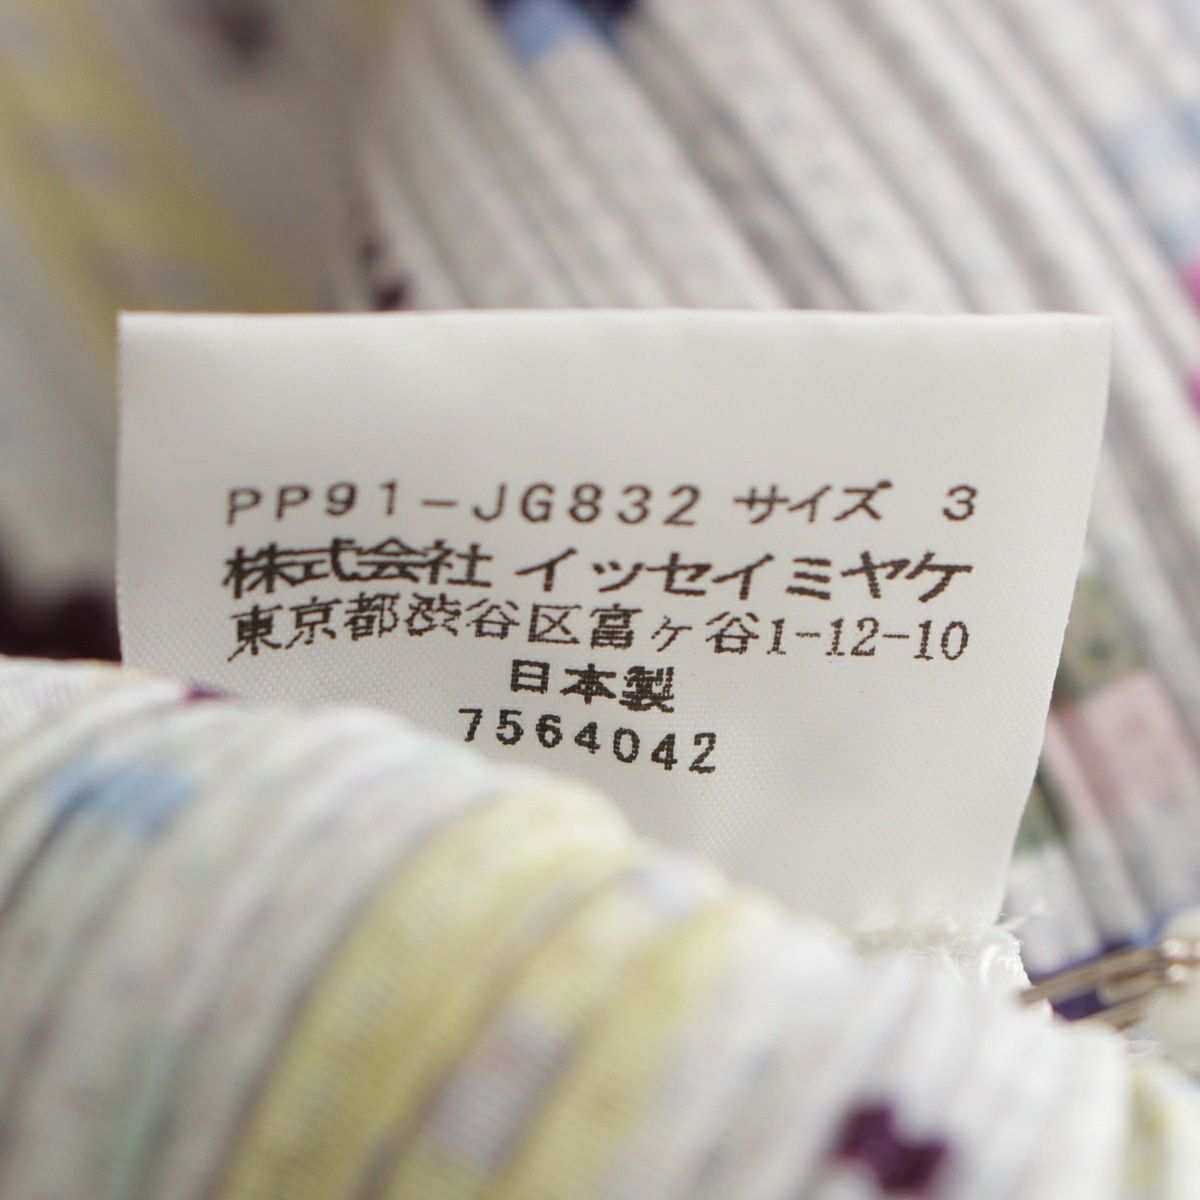 PP91-JG832 サイズ 3
株式会社 イッセイミヤケ
東京都渋谷区富ヶ谷1-12-10
日本製
7564042